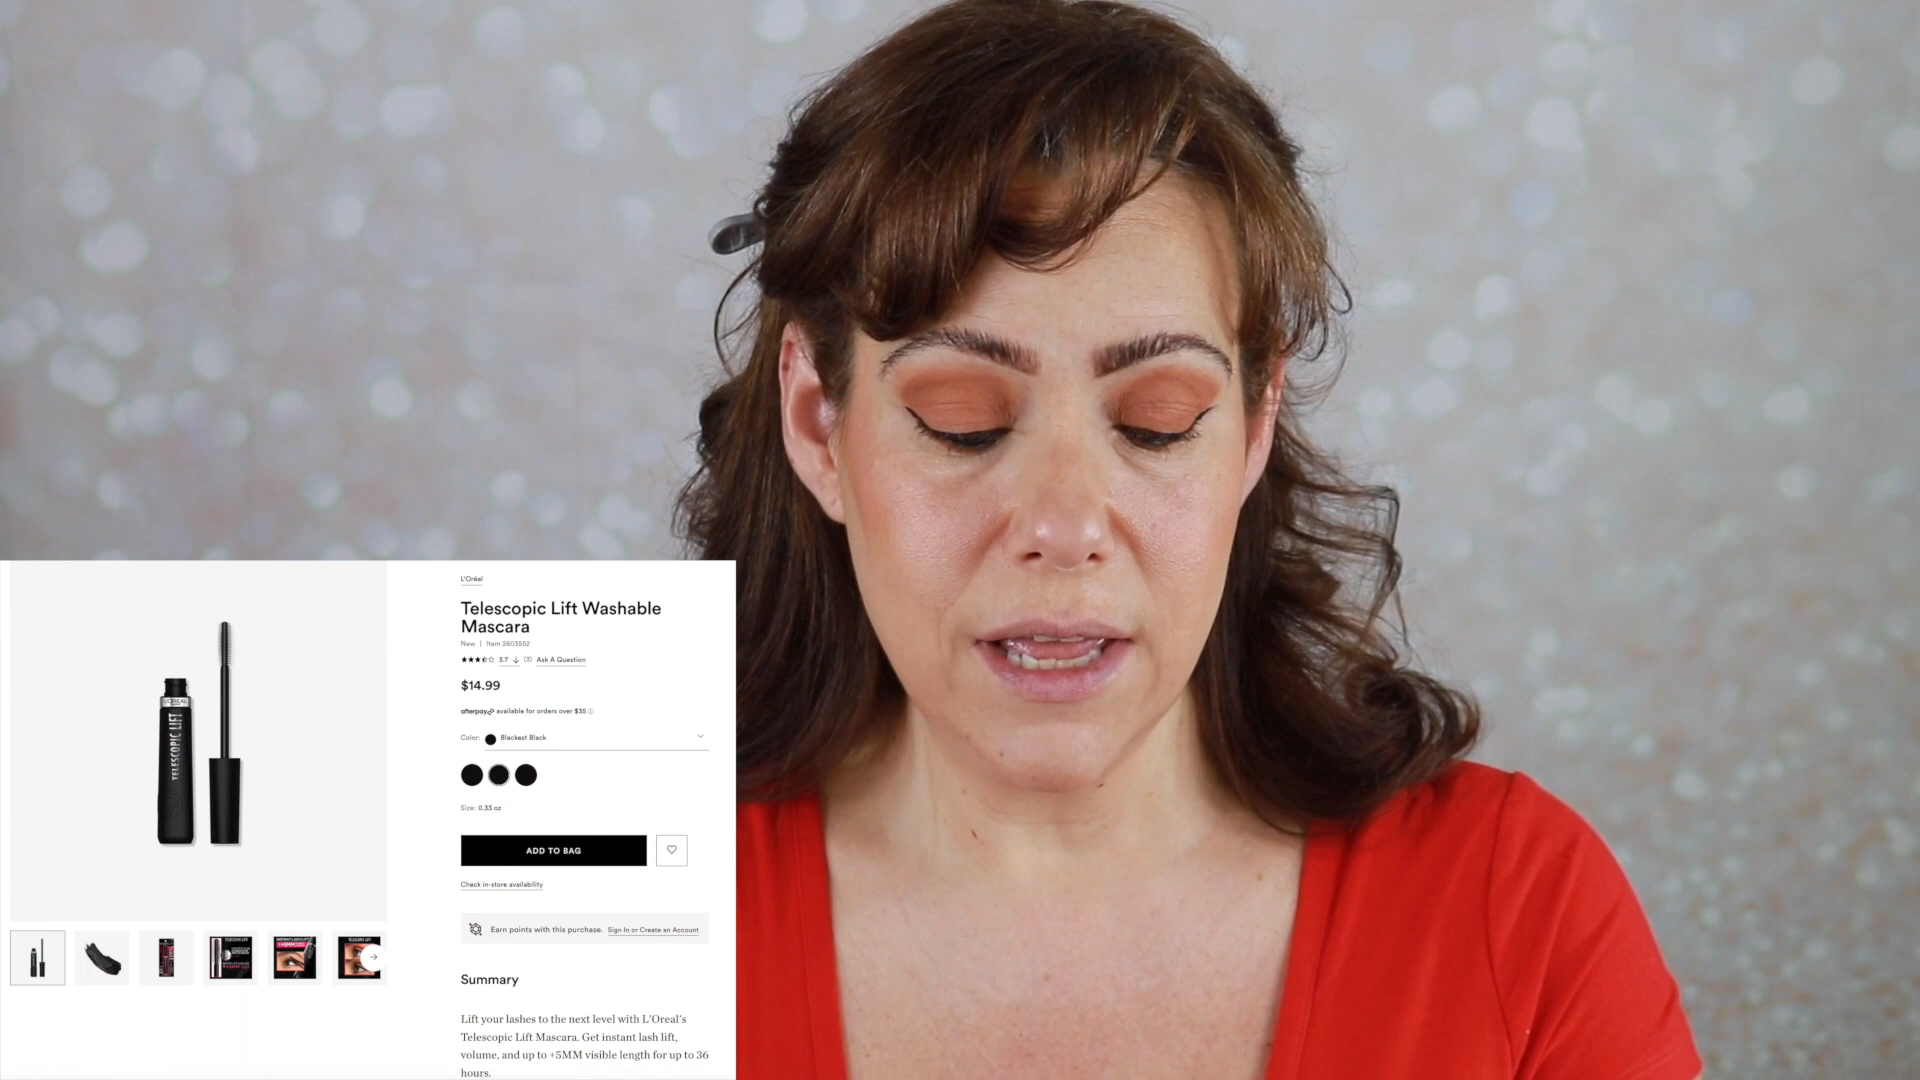 L'Oréal
Telescopic Lift Washable
Mascara
New | Item 2603552
3.7 (3) Ask A Question
$14.99
afterpay available for orders over $35
Color: Blackest Black
Size: 0.33 oz
ADD TO BAG
Check in-store availability
Earn points with this purchase. Sign In or Create an Account
Summary
Lift your lashes to the next level with L'Oreal's
Telescopic Lift Mascara. Get instant lash lift,
volume, and up to +5MM visible length for up to 36
hours.
L'ORÉAL
TELESCOPIC LIFT
TELESCOPIC LIFT
TELESCOPIC LIFT